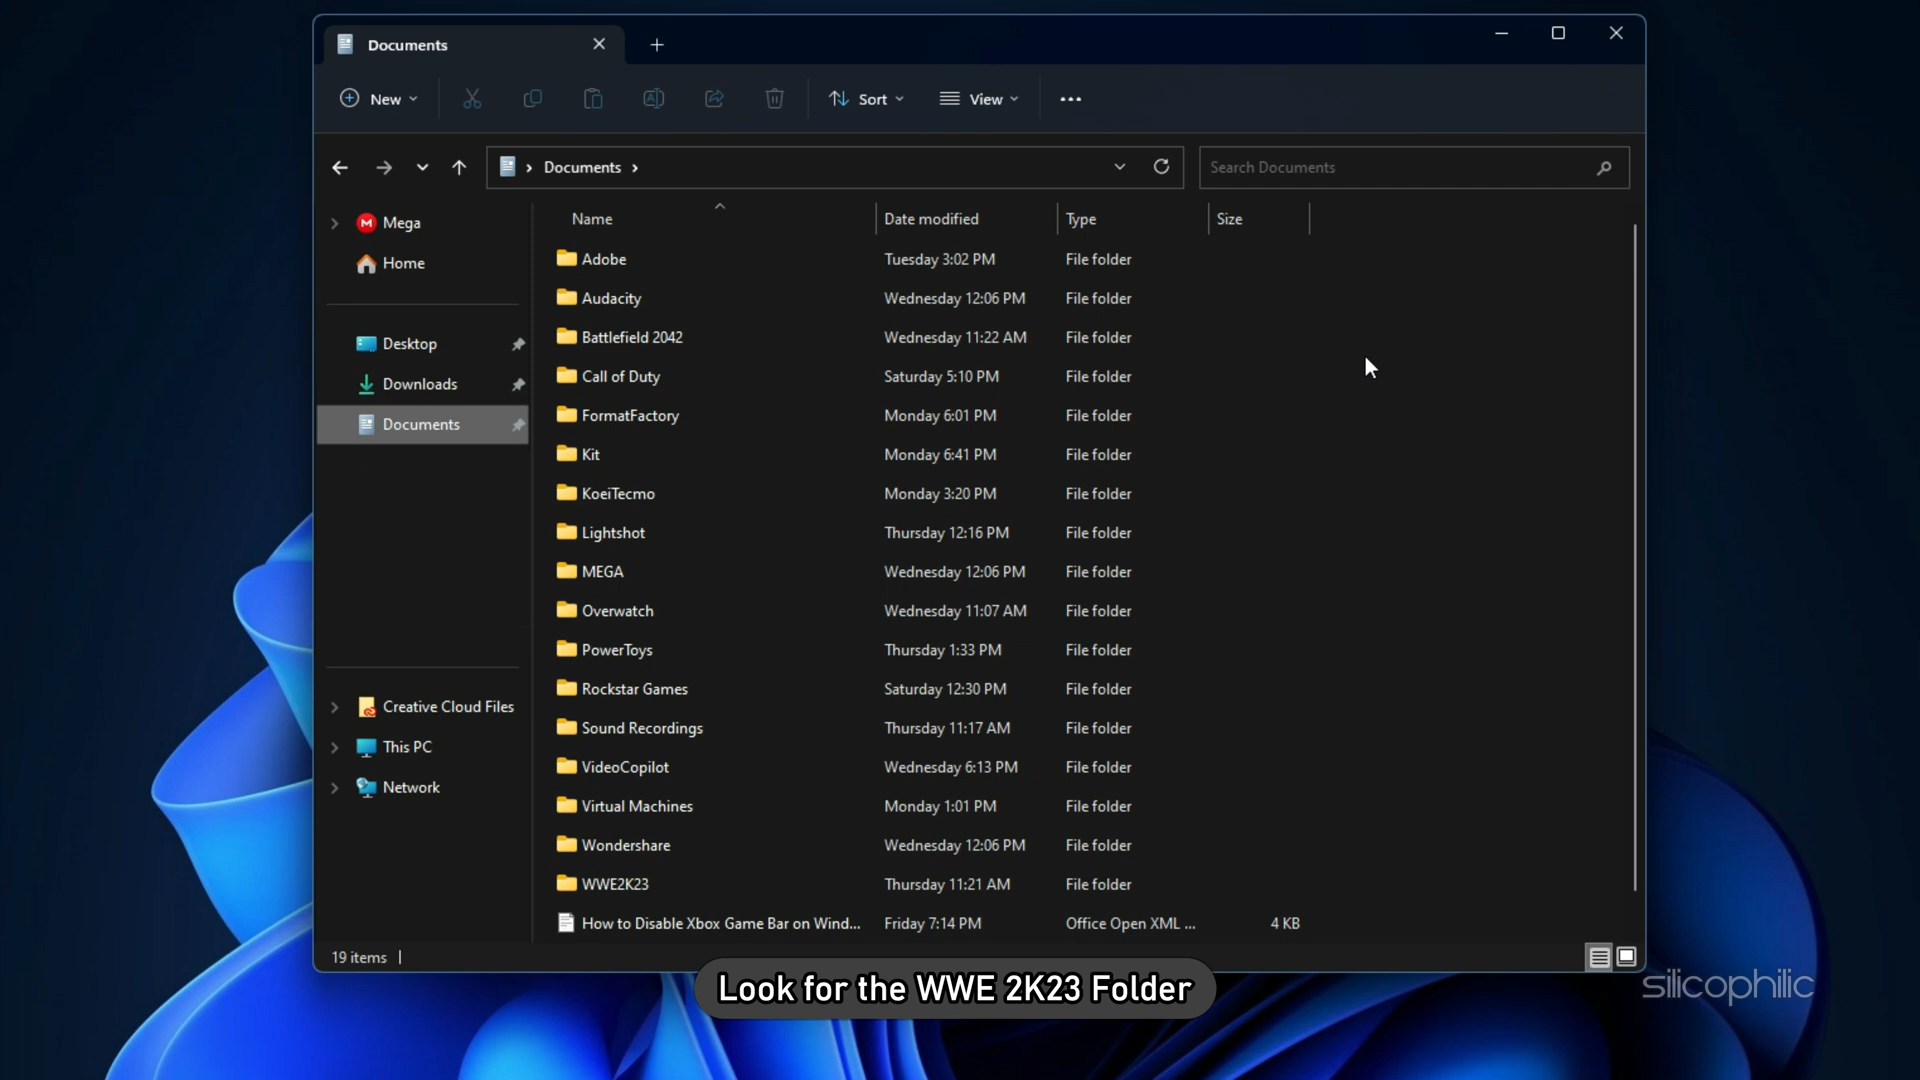 Documents
New
Sort
View
Documents
Search Documents
Mega
Home
Desktop
Downloads
Documents
Creative Cloud Files
This PC
Network
Name Date modified Type Size
Adobe Tuesday 3:02 PM File folder
Audacity Wednesday 12:06 PM File folder
Battlefield 2042 Wednesday 11:22 AM File folder
Call of Duty Saturday 5:10 PM File folder
FormatFactory Monday 6:01 PM File folder
Kit Monday 6:41 PM File folder
KoeiTecmo Monday 3:20 PM File folder
Lightshot Thursday 12:16 PM File folder
MEGA Wednesday 12:06 PM File folder
Overwatch Wednesday 11:07 AM File folder
PowerToys Thursday 1:33 PM File folder
Rockstar Games Saturday 12:30 PM File folder
Sound Recordings Thursday 11:17 AM File folder
VideoCopilot Wednesday 6:13 PM File folder
Virtual Machines Monday 1:01 PM File folder
Wondershare Wednesday 12:06 PM File folder
WWE2K23 Thursday 11:21 AM File folder
How to Disable Xbox Game Bar on Wind... Friday 7:14 PM Office Open XML ... 4 KB
19 items
Look for the WWE 2K23 Folder
silicophilic